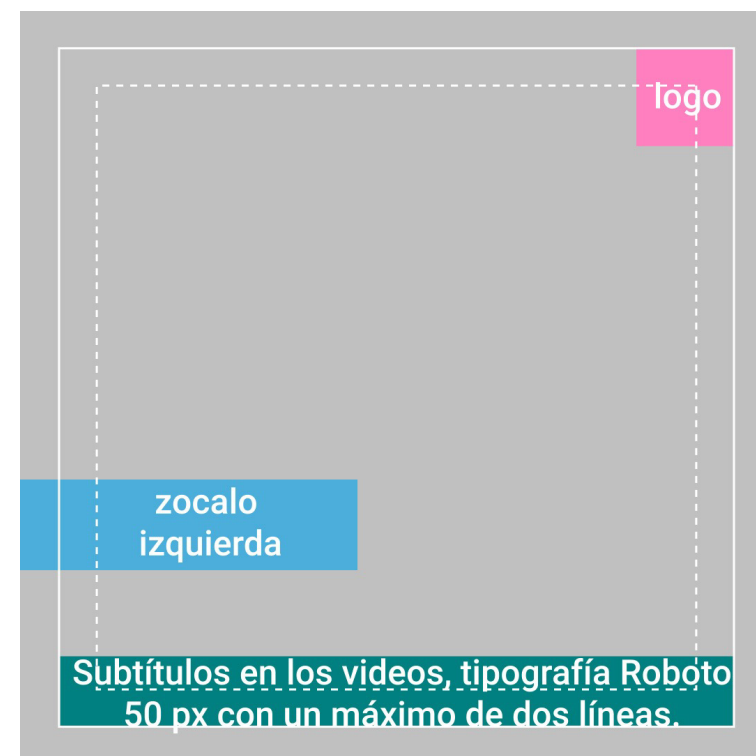 logo
zocalo
izquierda
Subtítulos en los videos, tipografía Roboto
50 px con un máximo de dos líneas.